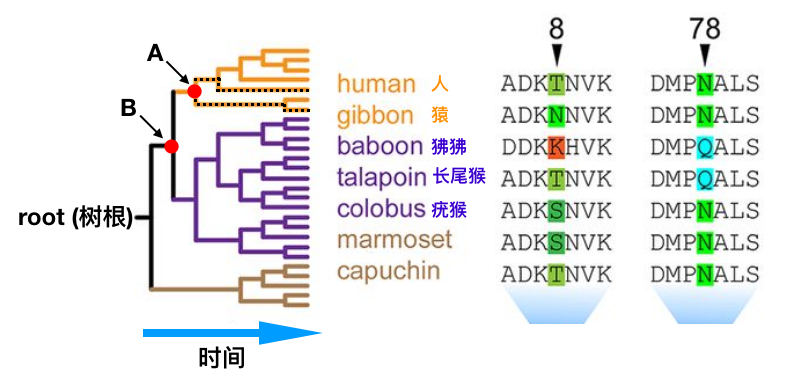 8 78
A
human 人 ADKTNVK DMPNALS
gibbon 猿 ADKNNVK DMPNALS
B
baboon 狒狒 DDKKHVK DMPQALS
talapoin 长尾猴 ADKTNVK DMPQALS
root (树根)
colobus 疣猴 ADKSNVK DMPNALS
marmoset ADKSNVK DMPNALS
capuchin ADKTNVK DMPNALS
时间